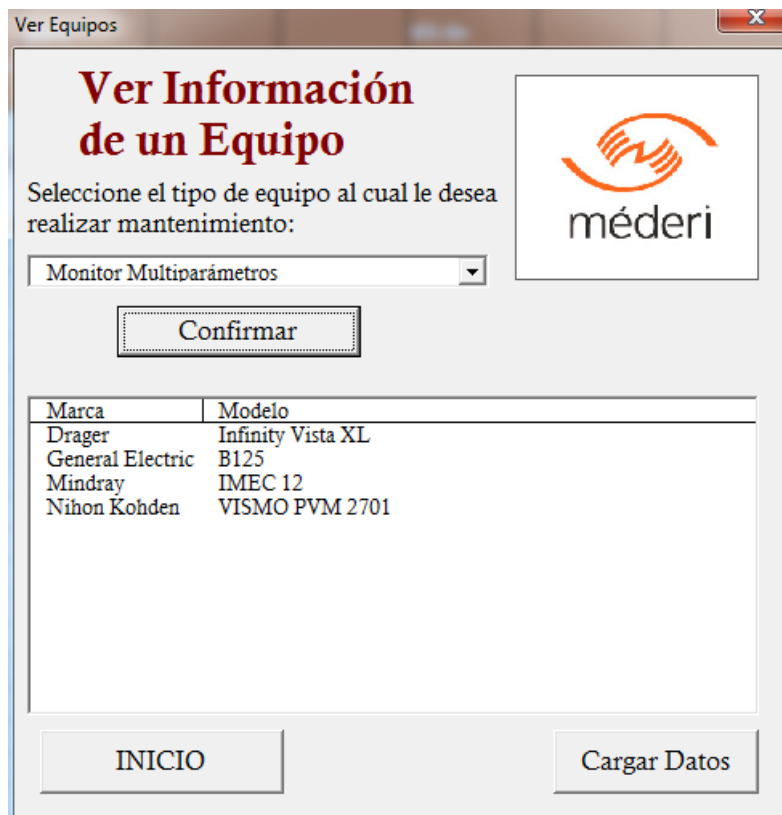 Ver Equipos
Ver Información
de un Equipo
Seleccione el tipo de equipo al cual le desea
realizar mantenimiento:
méderi
Monitor Multiparámetros
Confirmar
Marca Modelo
Drager Infinity Vista XL
General Electric B125
Mindray IMEC 12
Nihon Kohden VISMO PVM 2701
INICIO Cargar Datos